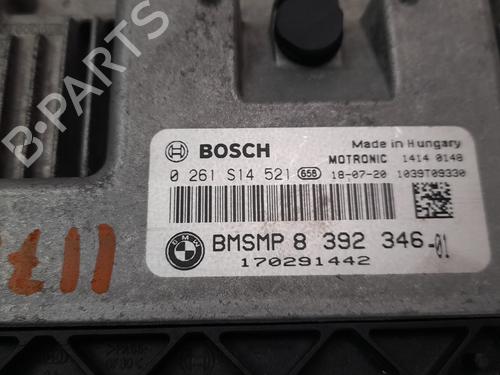 BOSCH
Made in Hungary
MOTRONIC 1414 0148
0 261 S14 521 658 18-07-20 1039T09330
BMW
BMSMP 8 392 346-01
170291442
B-PARTS